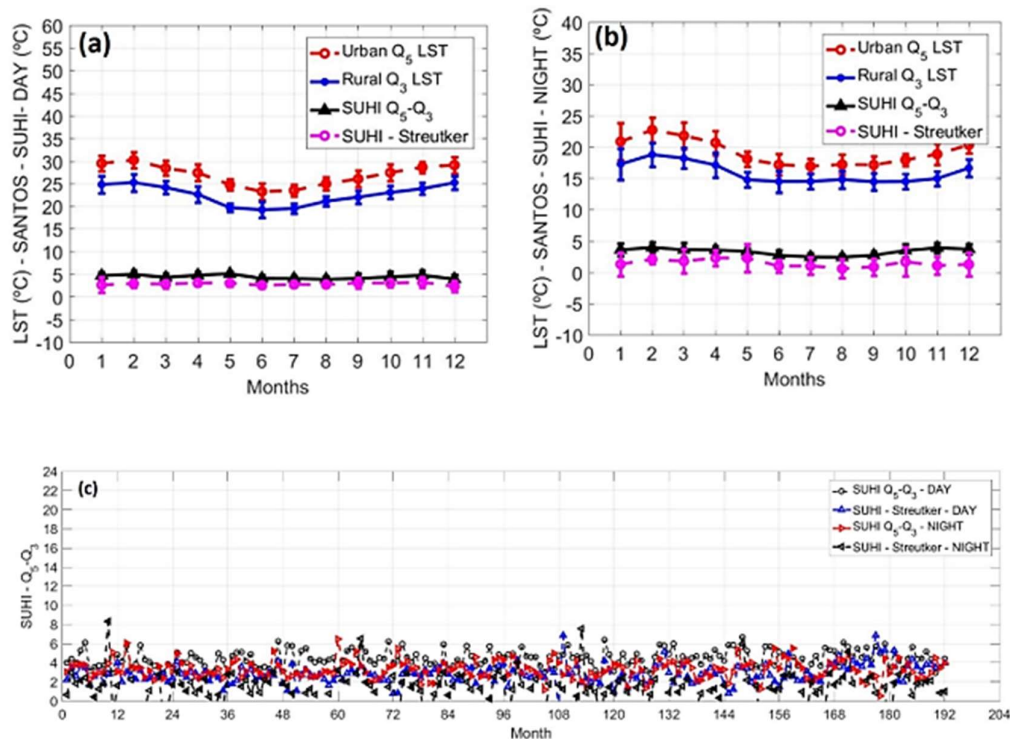 (a)
LST (ºC) - SANTOS - SUHI- DAY (ºC)
60
55
50
45
40
35
30
25
20
15
10
5
0
-5
-10
Urban Q5 LST
Rural Q3 LST
SUHI Q5-Q3
SUHI - Streutker
0 1 2 3 4 5 6 7 8 9 10 11 12
Months
(b)
LST (ºC) - SANTOS - SUHI - NIGHT (ºC)
40
35
30
25
20
15
10
5
0
-5
-10
Urban Q5 LST
Rural Q3 LST
SUHI Q5-Q3
SUHI - Streutker
0 1 2 3 4 5 6 7 8 9 10 11 12
Months
(c)
SUHI - Q5-Q3
24
22
20
18
16
14
12
10
8
6
4
2
0
SUHI Q5-Q3 - DAY
SUHI - Streutker - DAY
SUHI Q5-Q3 - NIGHT
SUHI - Streutker - NIGHT
0 12 24 36 48 60 72 84 96 108 120 132 144 156 168 180 192 204
Month